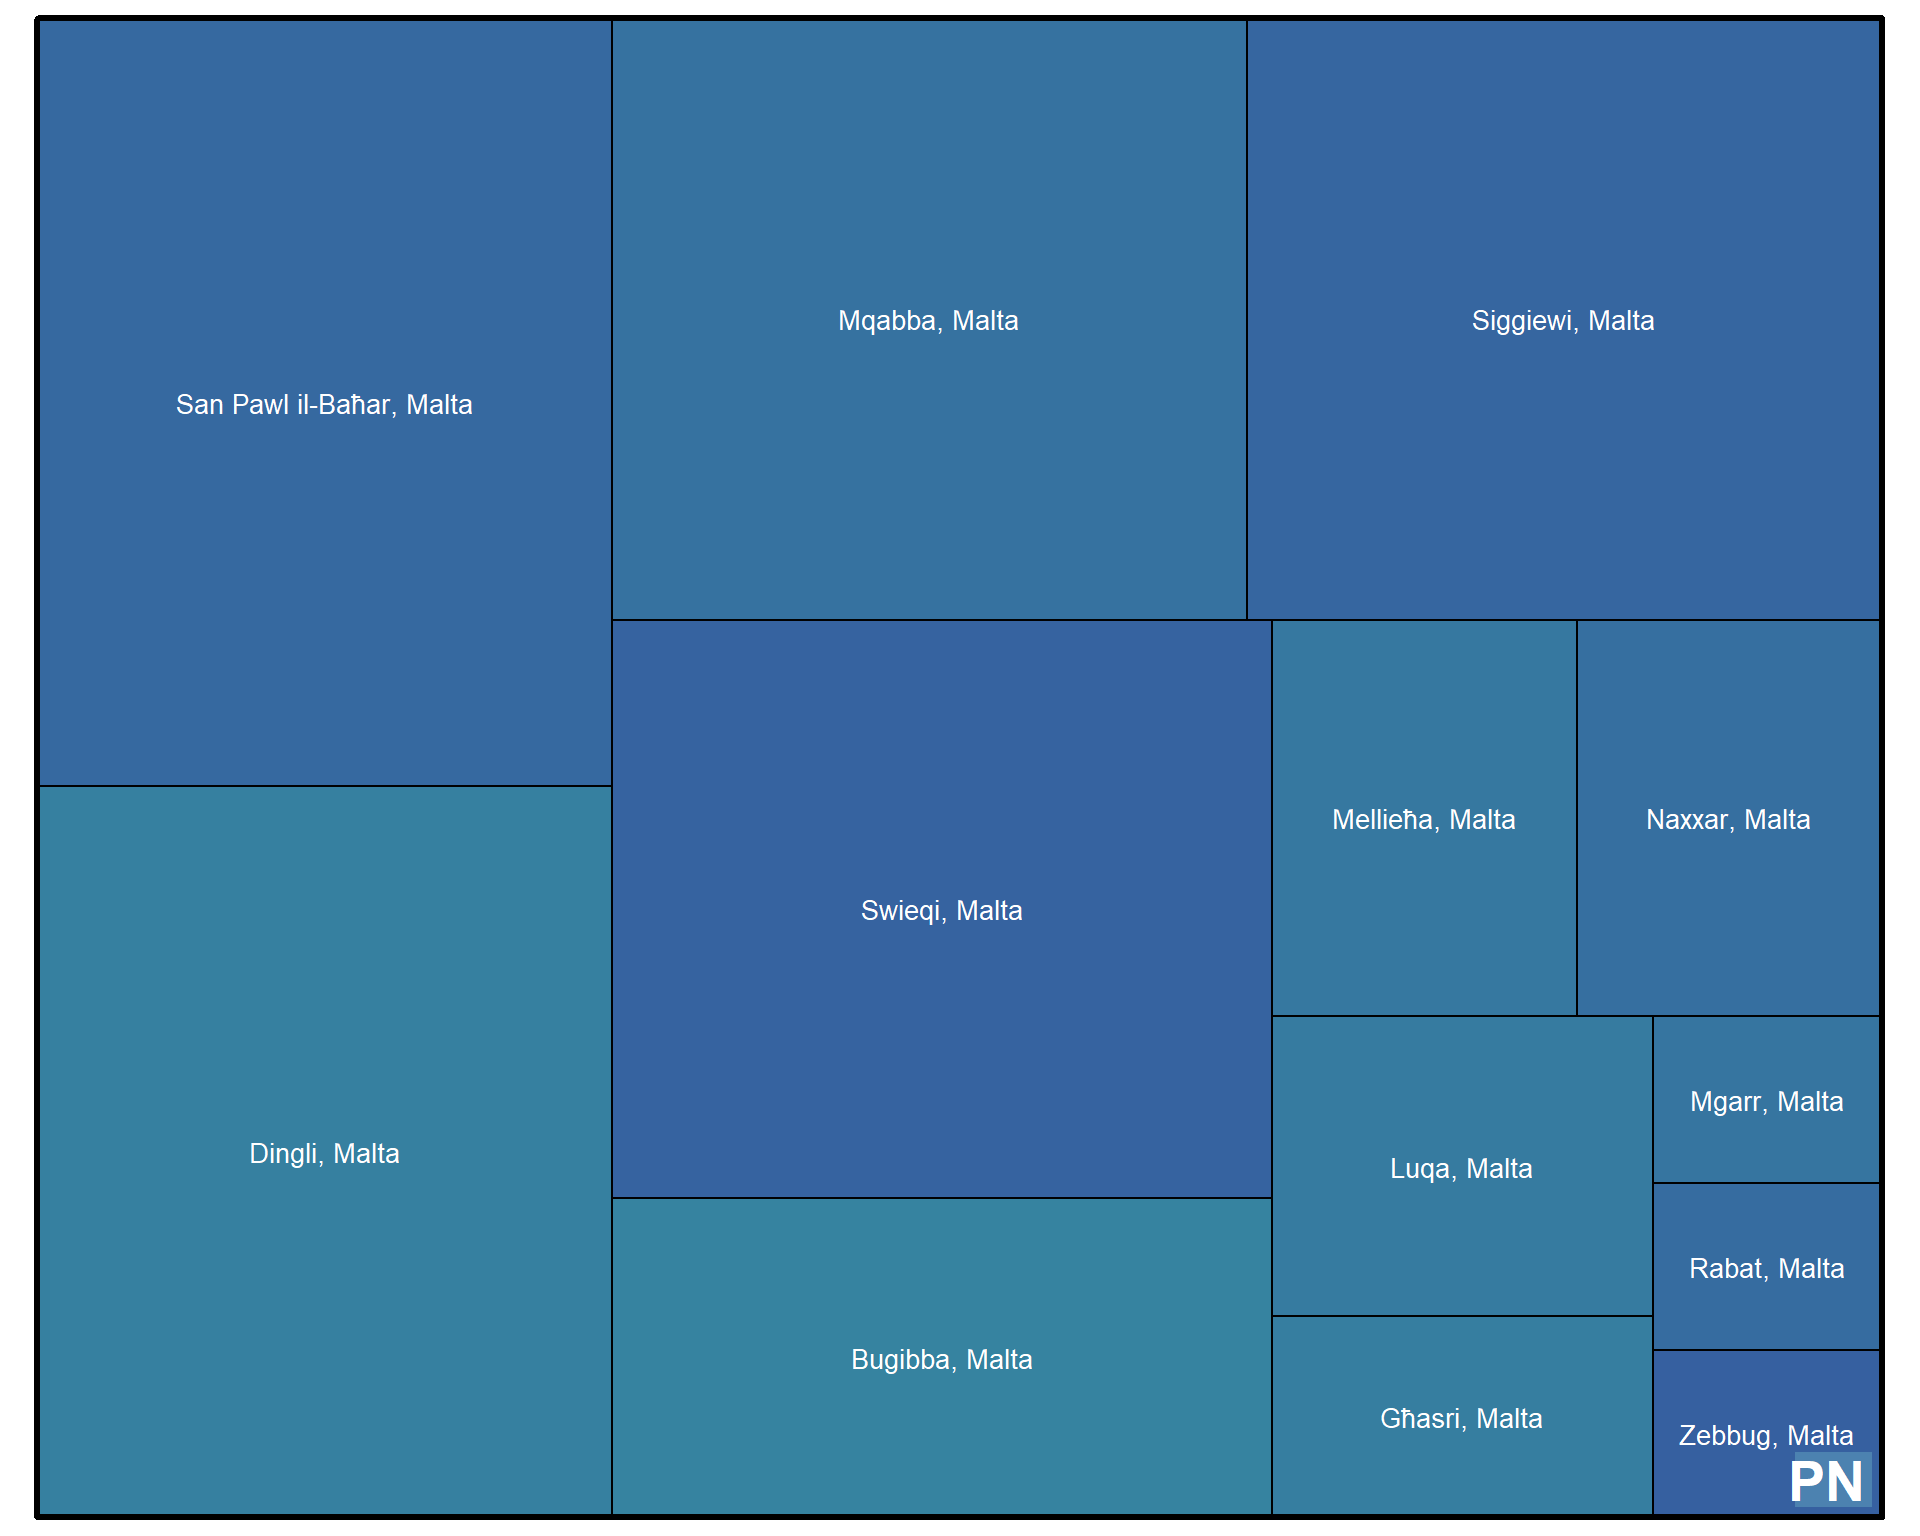 San Pawl il-Baħar, Malta
Mqabba, Malta
Siggiewi, Malta
Dingli, Malta
Swieqi, Malta
Bugibba, Malta
Mellieħa, Malta
Naxxar, Malta
Luqa, Malta
Għasri, Malta
Mgarr, Malta
Rabat, Malta
Zebbug, Malta
PN